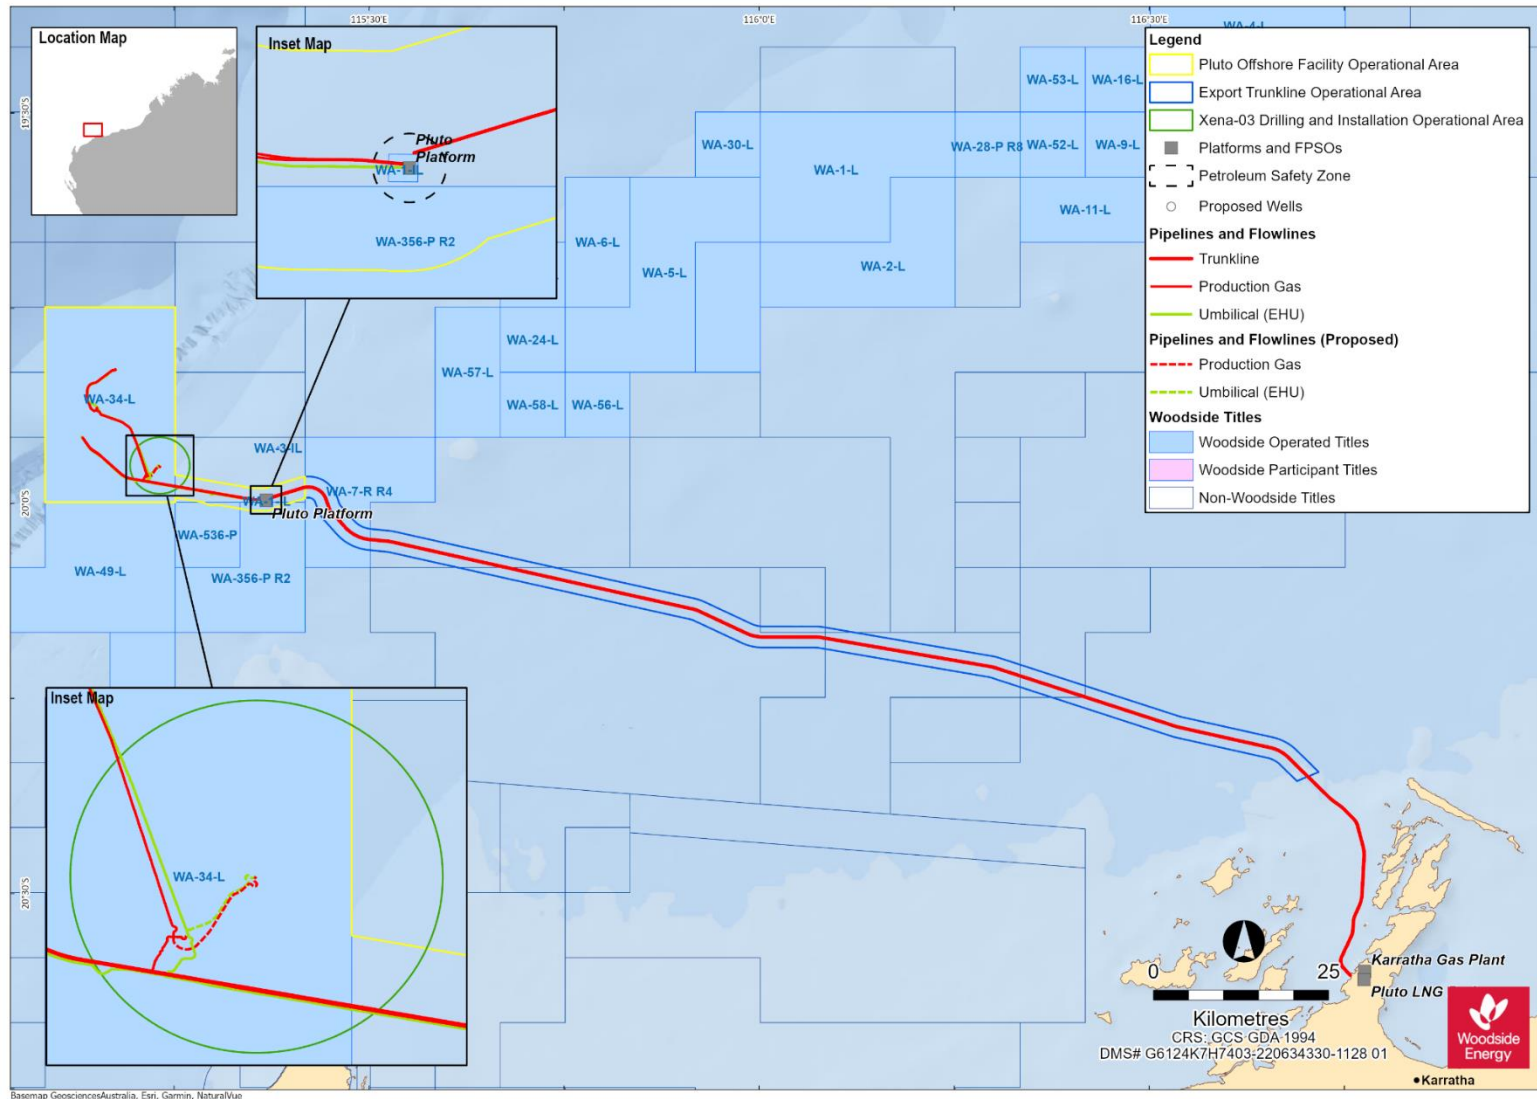 115°30'E
116°0'E
116°30'E
19°30'S
20°0'S
20°30'S
Location Map
Inset Map
Pluto
Platform
WA-1-IL
WA-356-P R2
WA-4-L
WA-53-L
WA-16-L
WA-30-L
WA-28-P R8
WA-52-L
WA-9-L
WA-1-L
WA-11-L
WA-6-L
WA-5-L
WA-2-L
WA-24-L
WA-57-L
WA-58-L
WA-56-L
WA-34-L
WA-3-IL
WA-7-R R4
Pluto Platform
WA-536-P
WA-49-L
WA-356-P R2
Legend
Pluto Offshore Facility Operational Area
Export Trunkline Operational Area
Xena-03 Drilling and Installation Operational Area
Platforms and FPSOs
Petroleum Safety Zone
Proposed Wells
Pipelines and Flowlines
Trunkline
Production Gas
Umbilical (EHU)
Pipelines and Flowlines (Proposed)
Production Gas
Umbilical (EHU)
Woodside Titles
Woodside Operated Titles
Woodside Participant Titles
Non-Woodside Titles
Inset Map
WA-34-L
Karratha Gas Plant
Pluto LNG
0
25
Kilometres
CRS: GCS GDA 1994
DMS# G6124K7H7403-220634330-1128 01
Woodside
Energy
Karratha
Basemap GeosciencesAustralia, Esri, Garmin, NaturalVue